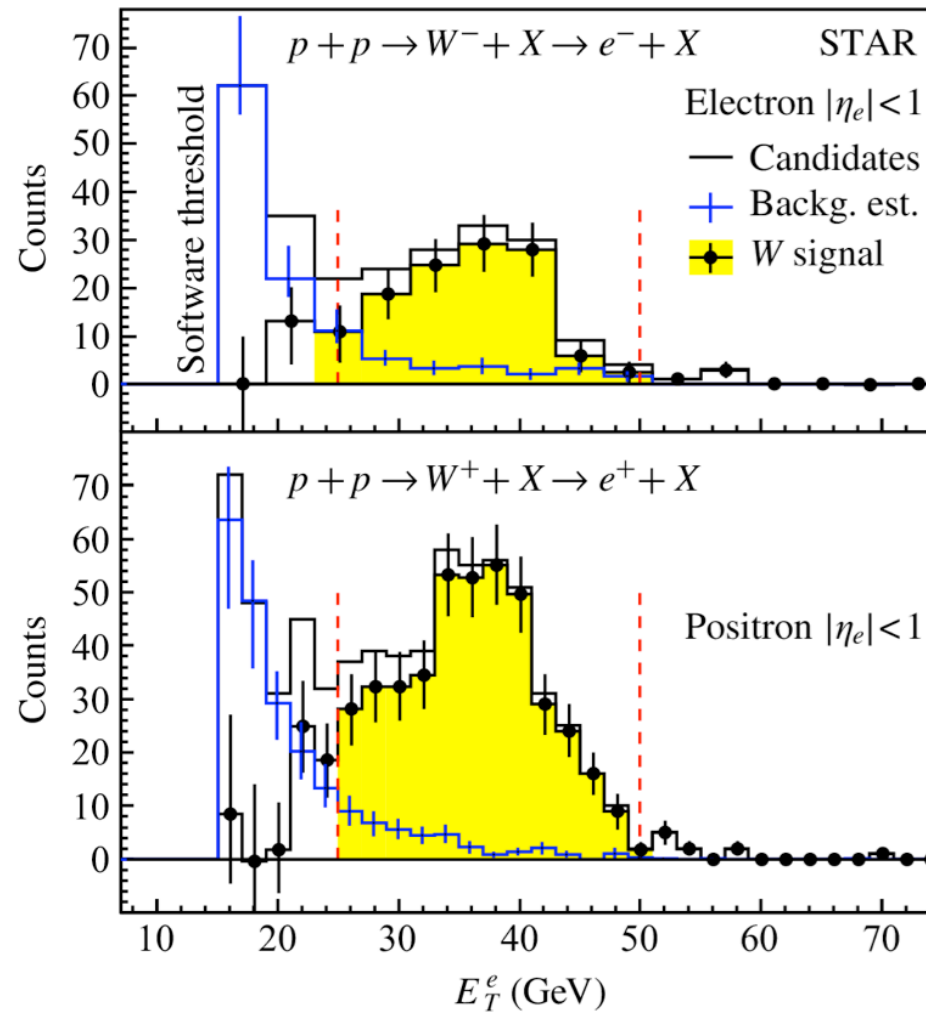 p + p → W⁻ + X → e⁻ + X
STAR
Electron |ηₑ| < 1
Candidates
Backg. est.
W signal
Software threshold
Counts
70
60
50
40
30
20
10
0
p + p → W⁺ + X → e⁺ + X
Positron |ηₑ| < 1
Counts
70
60
50
40
30
20
10
0
10 20 30 40 50 60 70
E_T^e (GeV)